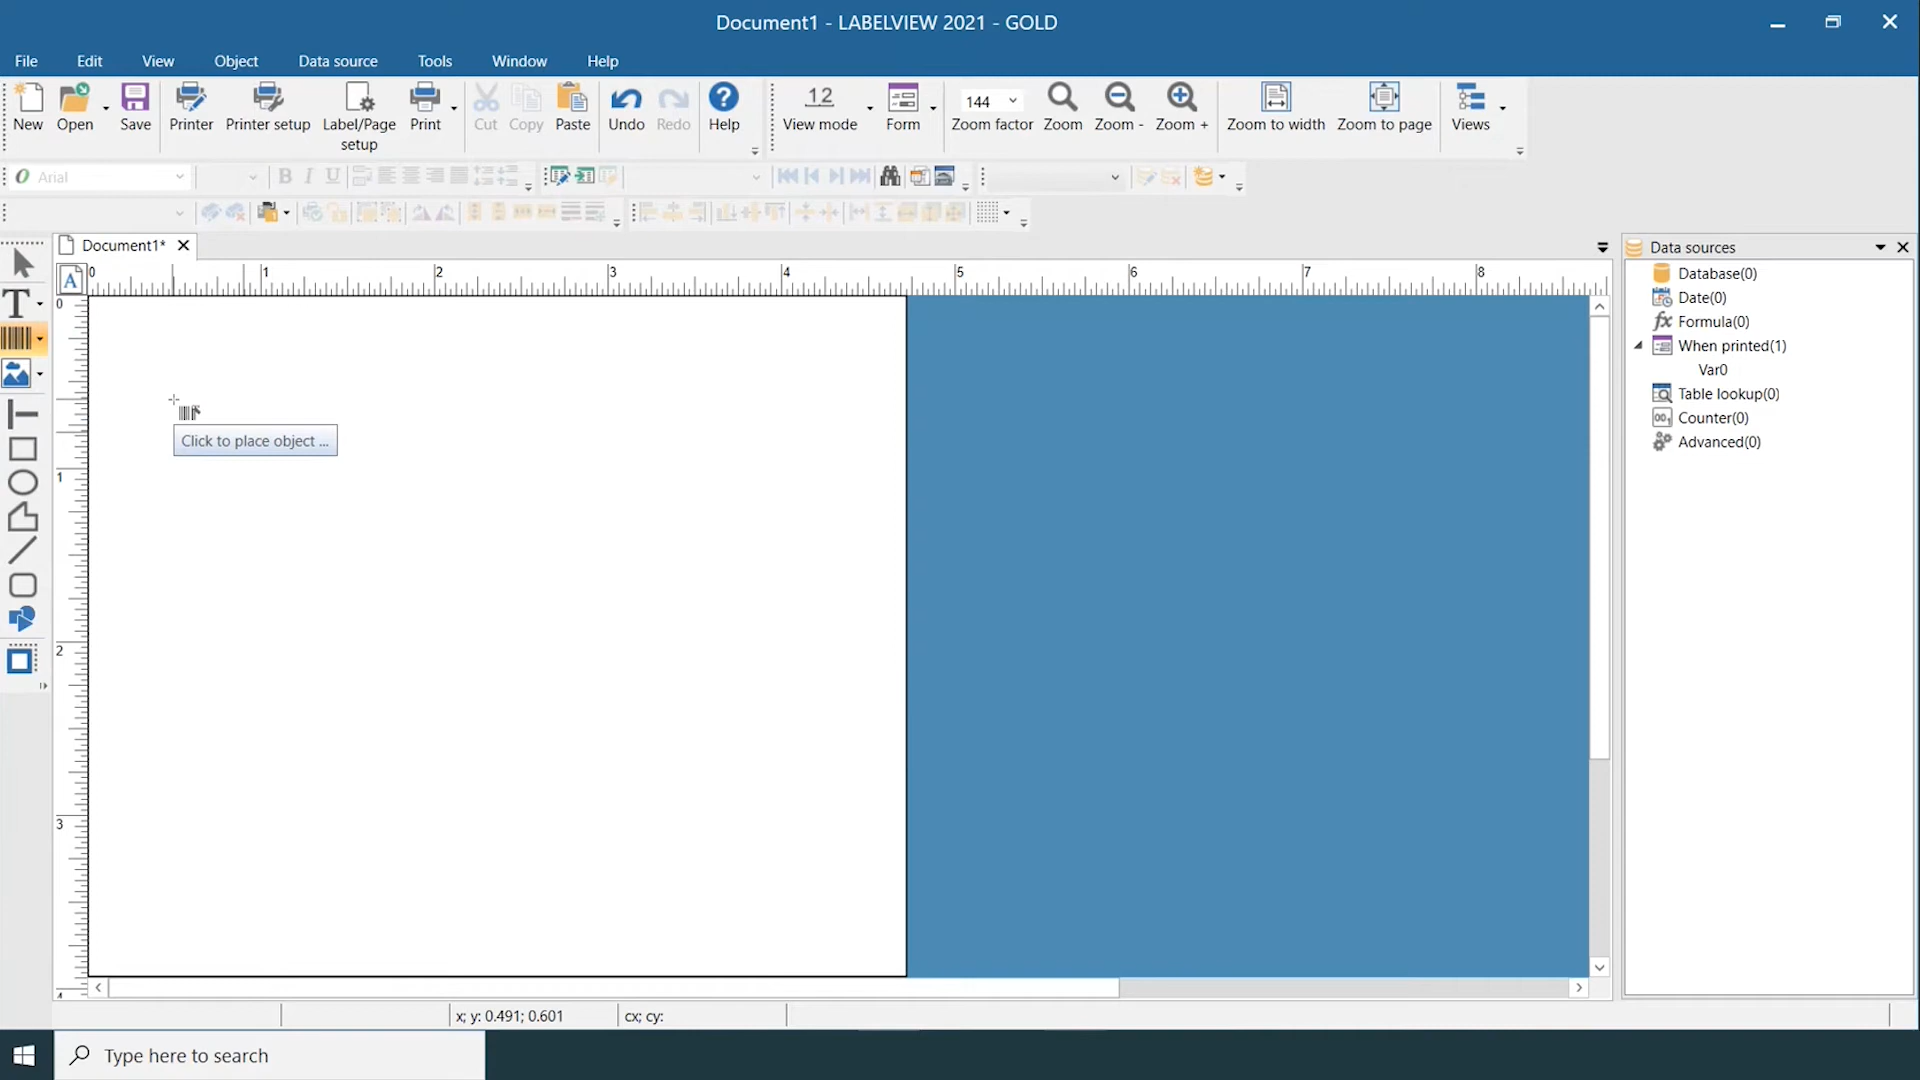 Document1 - LABELVIEW 2021 - GOLD
File Edit View Object Data source Tools Window Help
New Open Save Printer Printer setup Label/Page setup Print Cut Copy Paste Undo Redo Help 12 View mode Form 144 Zoom factor Zoom Zoom - Zoom + Zoom to width Zoom to page Views
O Arial B I U
Document1*
Data sources
A 0 1 2 3 4 5 6 7 8
Database(0)
Date(0)
fx Formula(0)
When printed(1)
Var0
Table lookup(0)
001 Counter(0)
Advanced(0)
T
0
1
2
3
4
Click to place object ...
x; y: 0.491; 0.601 cx; cy:
Type here to search